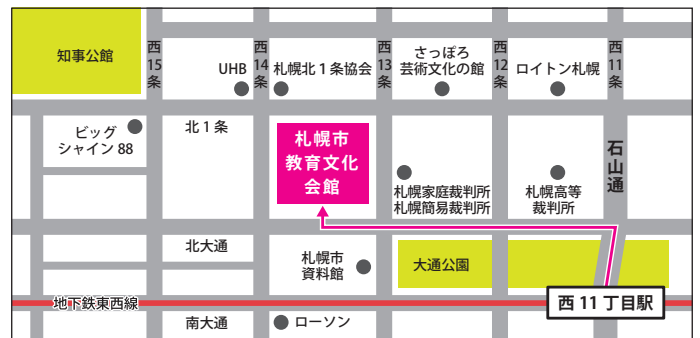 知事公館
西15条
UHB
西14条
札幌北1条協会
西13条
さっぽろ
芸術文化の館
西12条
ロイトン札幌
西11条
ビッグ
シャイン88
北1条
札幌市
教育文化
会館
札幌家庭裁判所
札幌簡易裁判所
札幌高等
裁判所
石山通
北大通
札幌市
資料館
大通公園
地下鉄東西線
西11丁目駅
南大通
ローソン